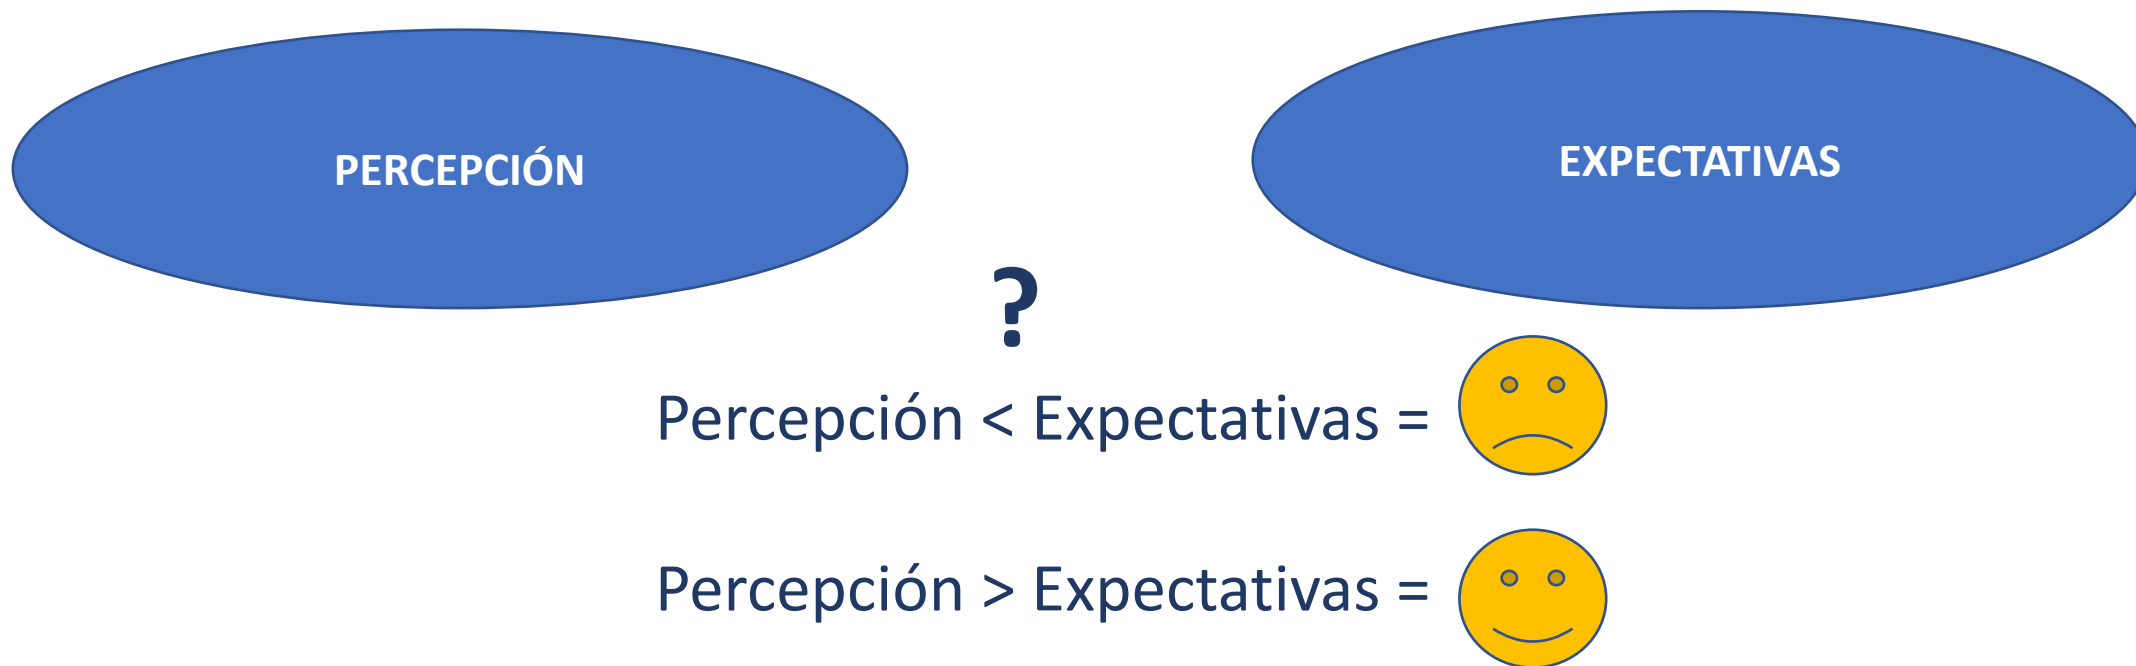 PERCEPCIÓN
EXPECTATIVAS
?
Percepción < Expectativas =
Percepción > Expectativas =